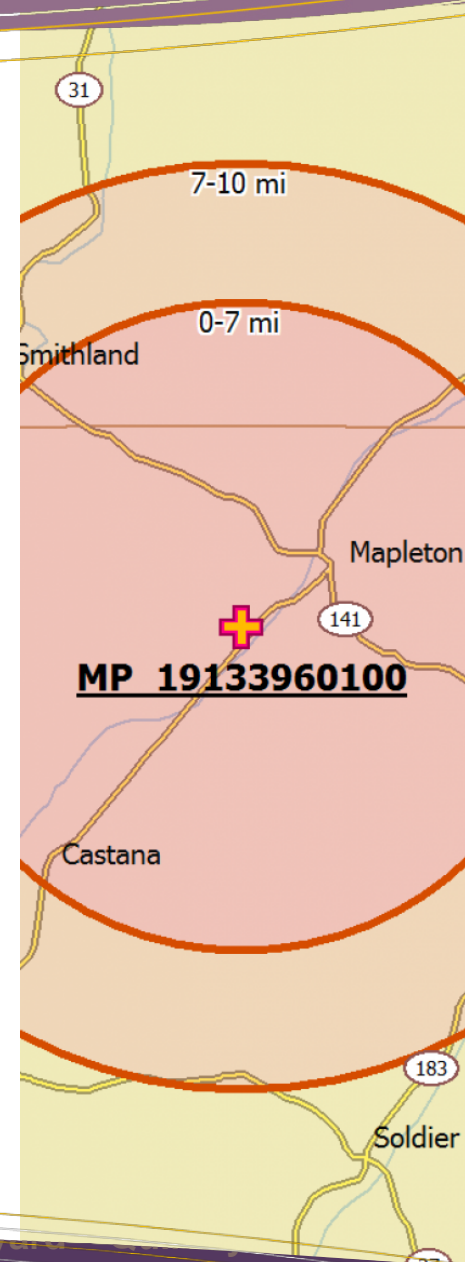 31
7-10 mi
0-7 mi
Smithland
Mapleton
141
MP 19133960100
Castana
183
Soldier